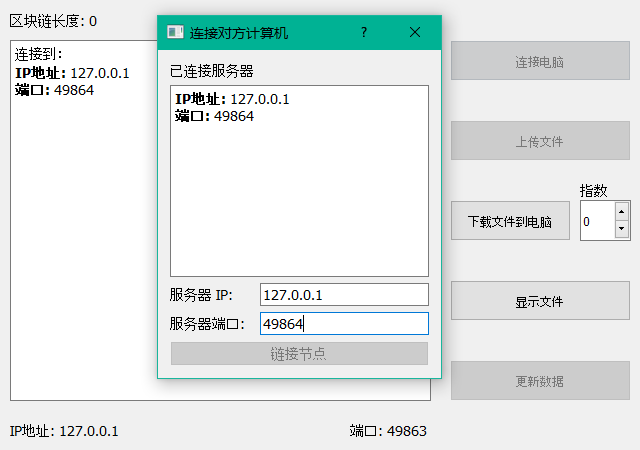 区块链长度: 0
连接到:
IP地址: 127.0.0.1
端口: 49864
连接对方计算机
?
已连接服务器
IP地址: 127.0.0.1
端口: 49864
服务器 IP:
127.0.0.1
服务器端口:
49864
链接节点
连接电脑
上传文件
下载文件到电脑
指数
0
显示文件
更新数据
IP地址: 127.0.0.1
端口: 49863